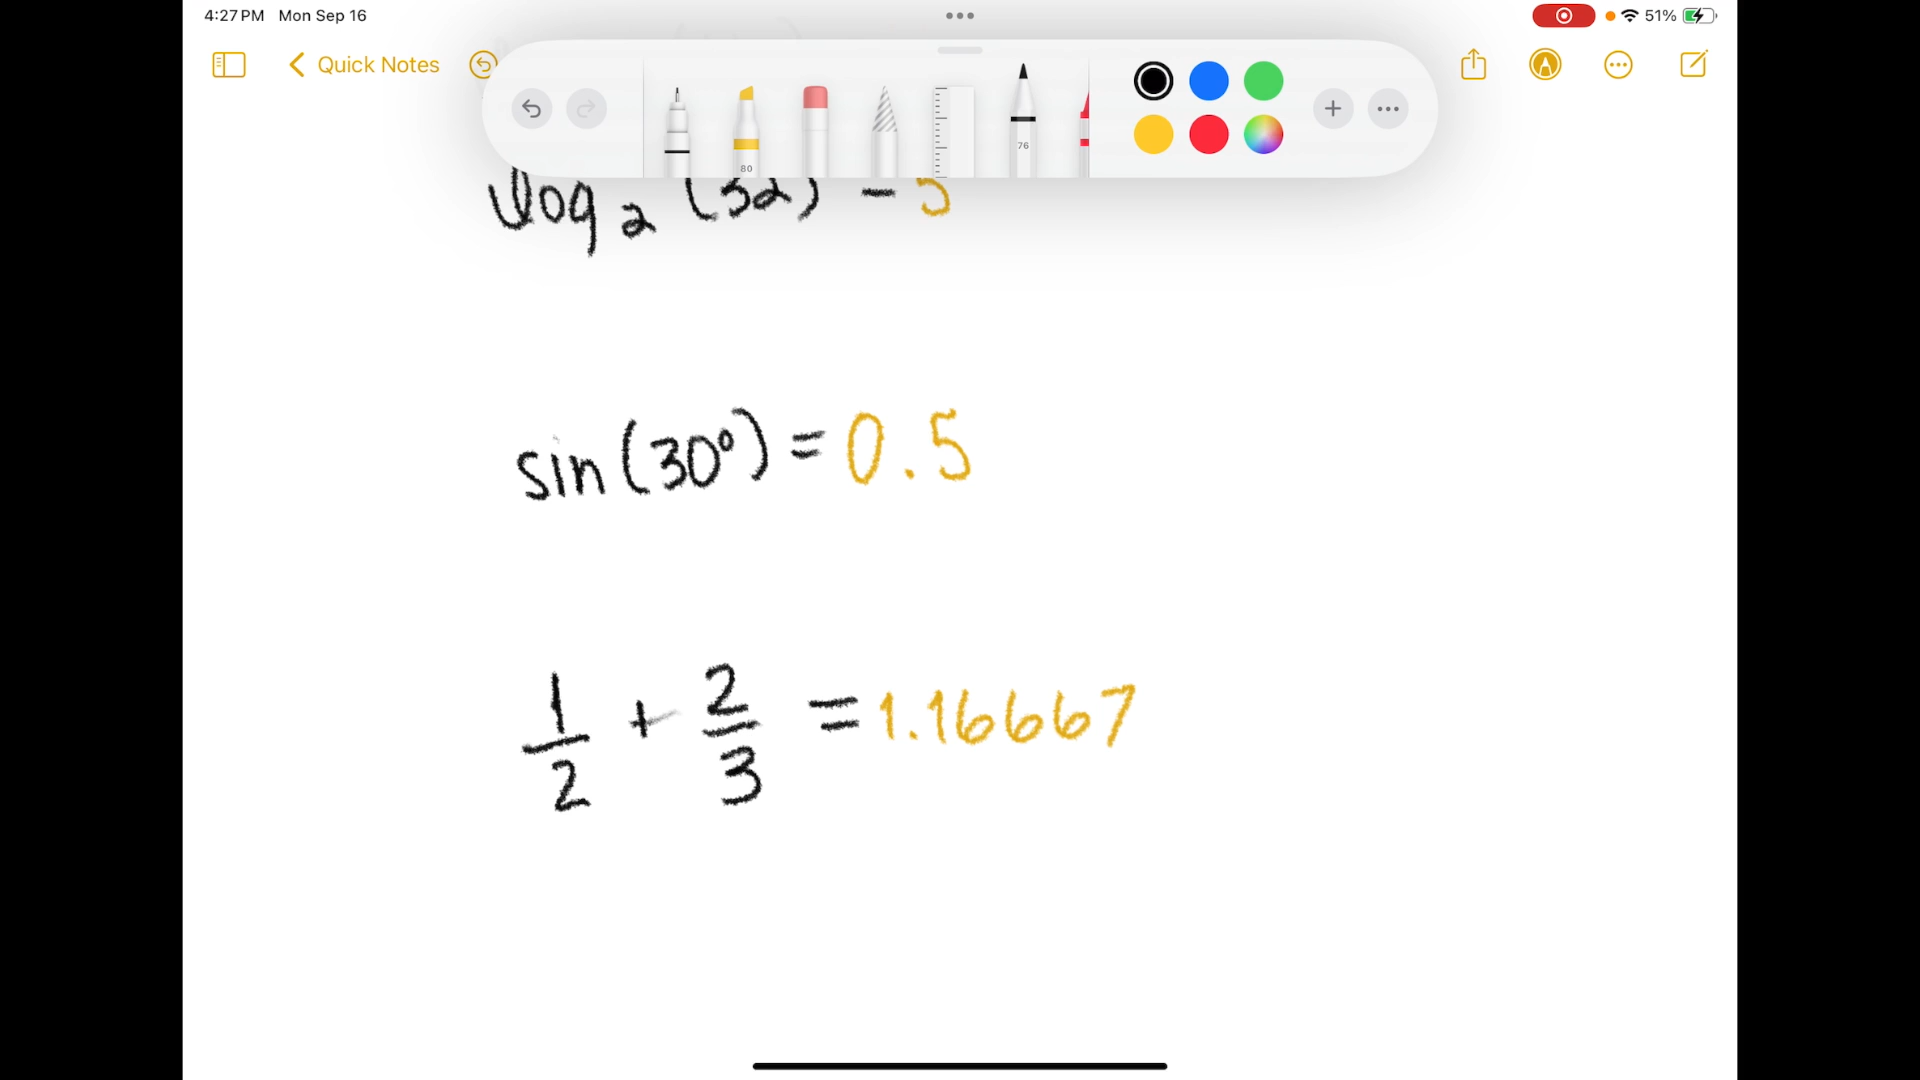 4:27 PM Mon Sep 16
51%
Quick Notes
80
76
log₂ (32) = 5
sin(30°) = 0.5
1/2 + 2/3 = 1.16667